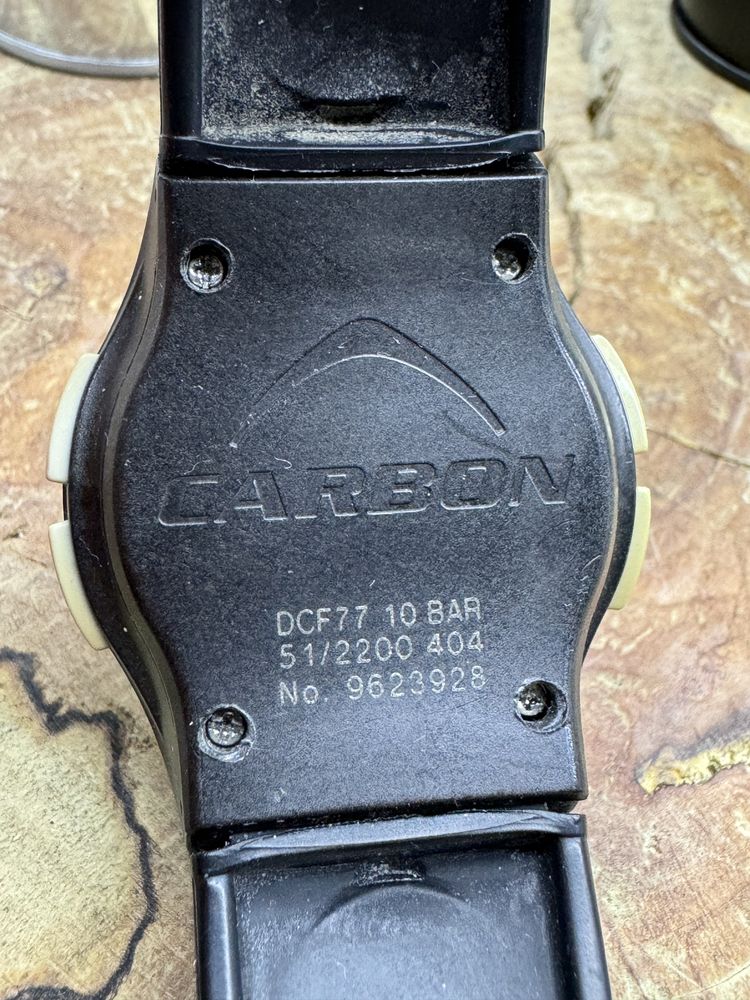 CARBON
DCF77 10 BAR
51/2200 404
No. 9623928